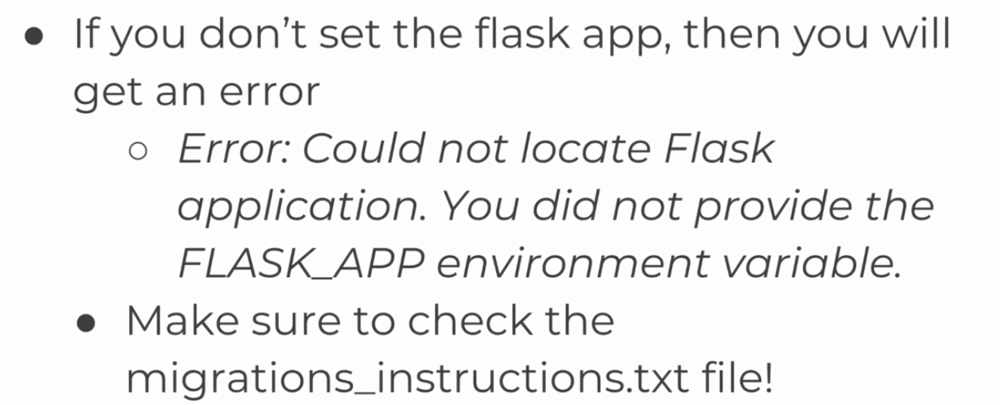 ● If you don’t set the flask app, then you will
get an error
○ Error: Could not locate Flask
application. You did not provide the
FLASK_APP environment variable.
● Make sure to check the
migrations_instructions.txt file!